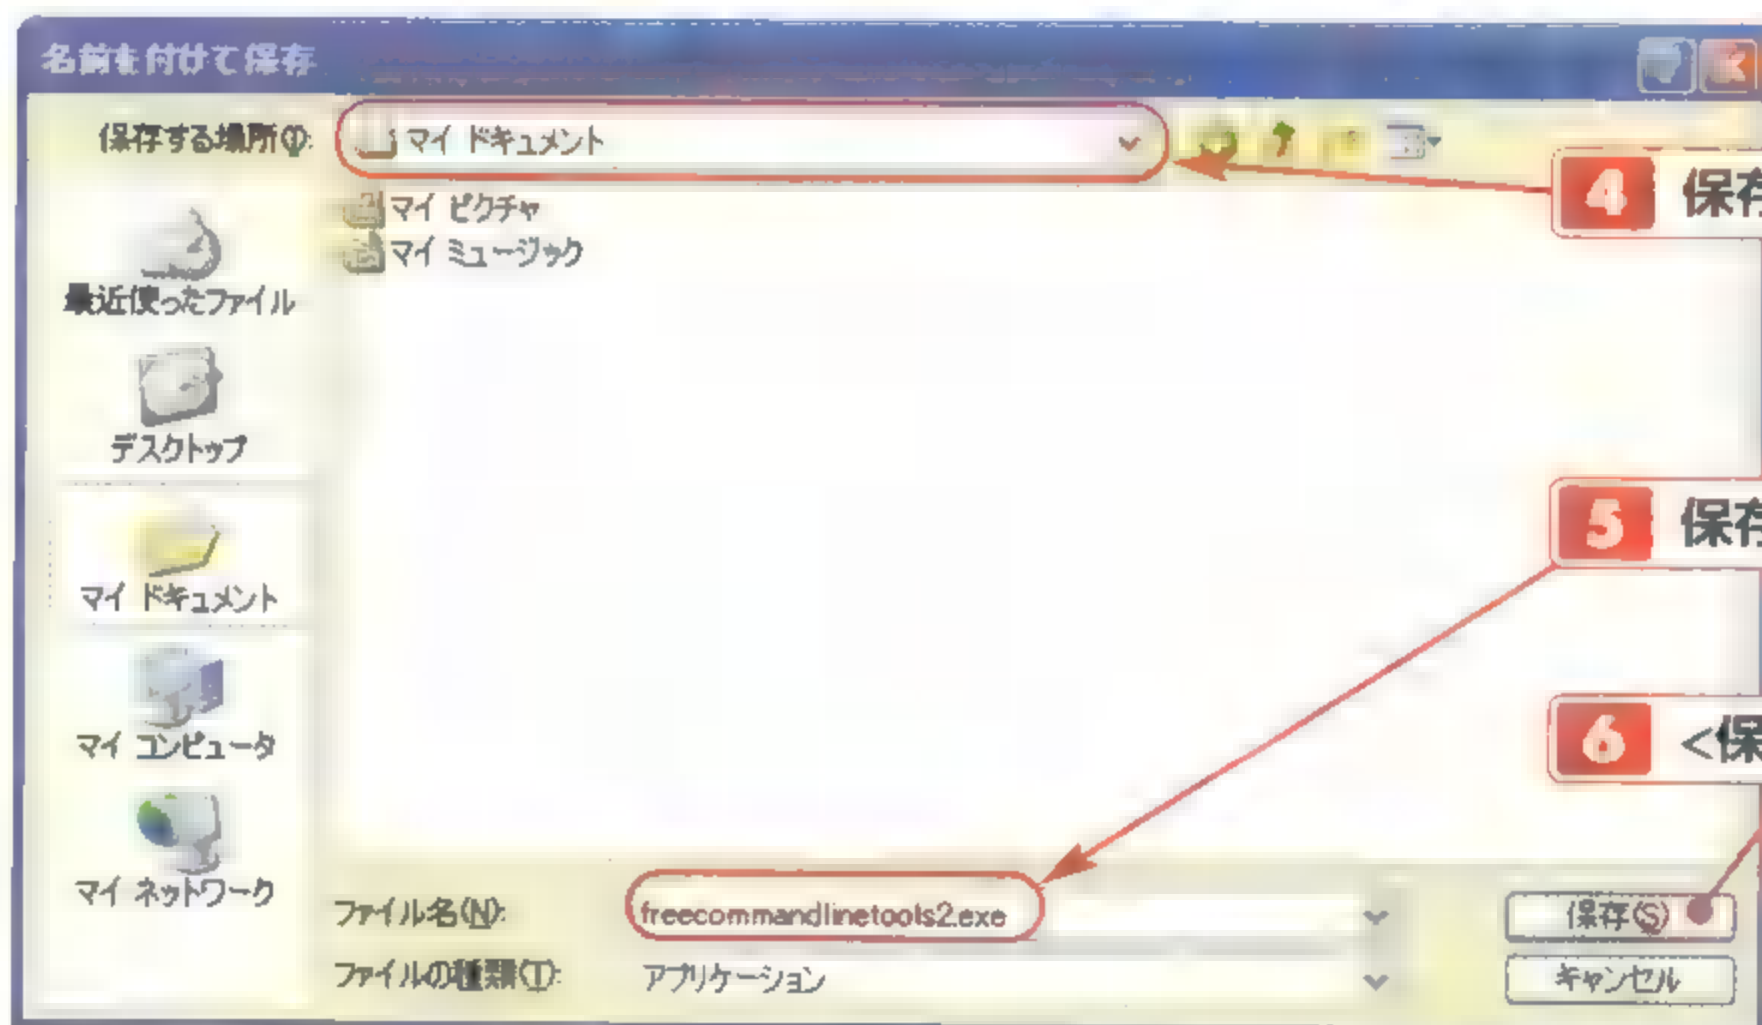 名前を付けて保存
保存する場所(I):
マイ ドキュメント
4 保存
マイ ピクチャ
マイ ミュージック
最近使ったファイル
デスクトップ
5 保存
マイ ドキュメント
6 <保
マイ コンピュータ
マイ ネットワーク
ファイル名(N):
freecommandlinetools2.exe
保存(S)
ファイルの種類(T):
アプリケーション
キャンセル